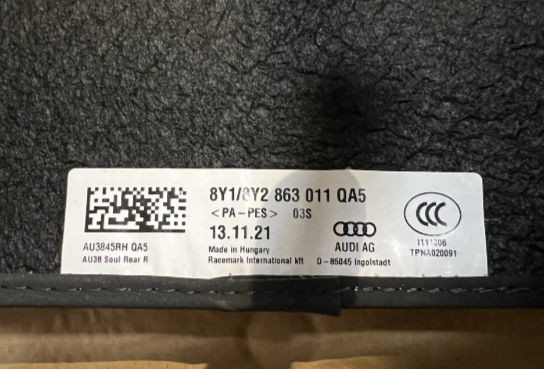 8Y1/8Y2 863 011 QA5
<PA-PES> 03S
13.11.21
Made in Hungary
Racemark International kft
AUDI AG
D-85045 Ingolstadt
AU3845RH QA5
AU38 Soul Rear R
CCC
TPNA020091